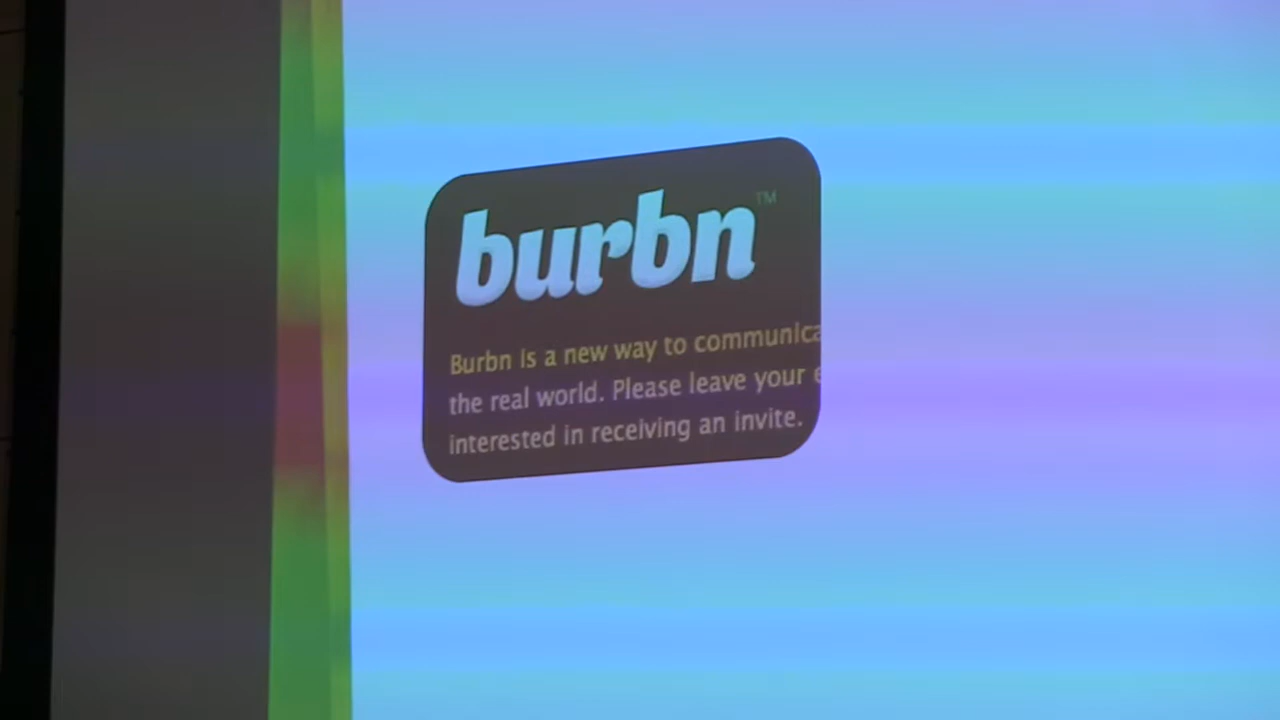 burbn™
Burbn is a new way to communica
the real world. Please leave your e
interested in receiving an invite.